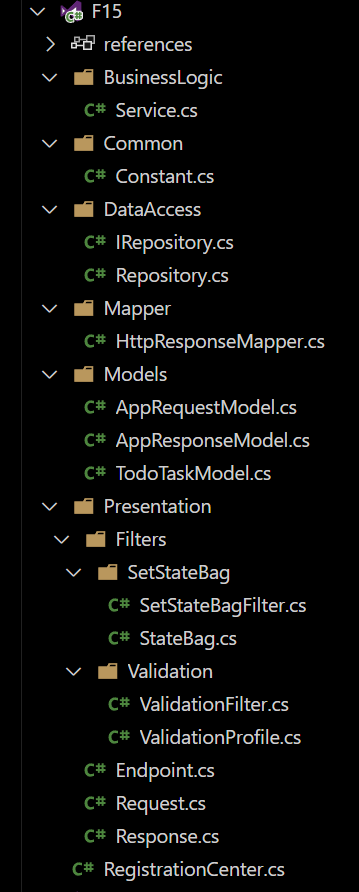 F15
references
BusinessLogic
C# Service.cs
Common
C# Constant.cs
DataAccess
C# IRepository.cs
C# Repository.cs
Mapper
C# HttpResponseMapper.cs
Models
C# AppRequestModel.cs
C# AppResponseModel.cs
C# TodoTaskModel.cs
Presentation
Filters
SetStateBag
C# SetStateBagFilter.cs
C# StateBag.cs
Validation
C# ValidationFilter.cs
C# ValidationProfile.cs
C# Endpoint.cs
C# Request.cs
C# Response.cs
C# RegistrationCenter.cs